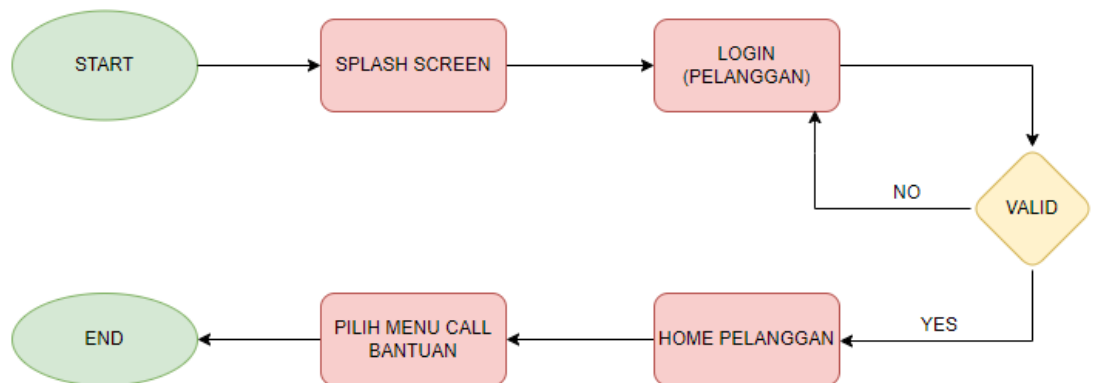 START
SPLASH SCREEN
LOGIN
(PELANGGAN)
NO
VALID
YES
HOME PELANGGAN
PILIH MENU CALL
BANTUAN
END